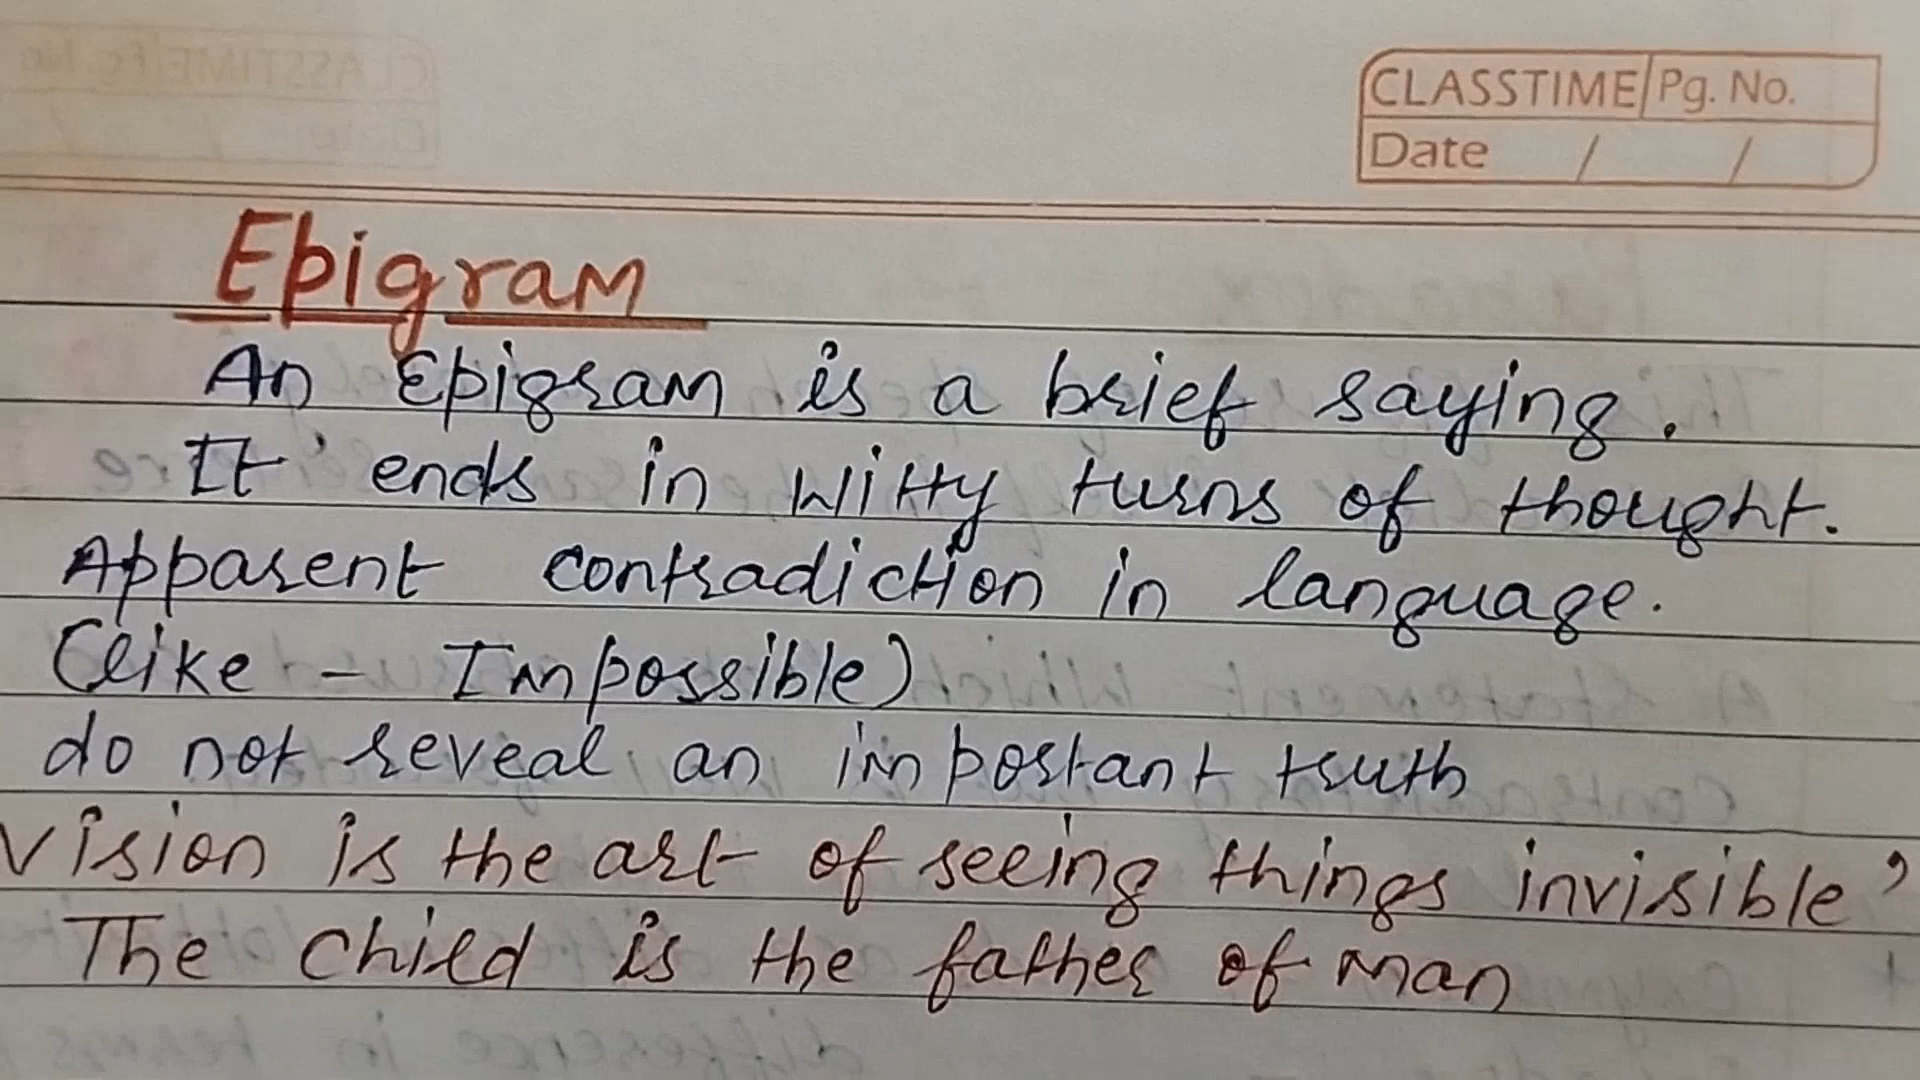 CLASSTIME Pg. No.
Date / /
Epigram
An Epigram is a brief saying.
It ends in witty turns of thought.
Apparent contradiction in language.
(like - Impossible)
do not reveal an important truth
Vision is the art of seeing things invisible'
The Child is the father of man